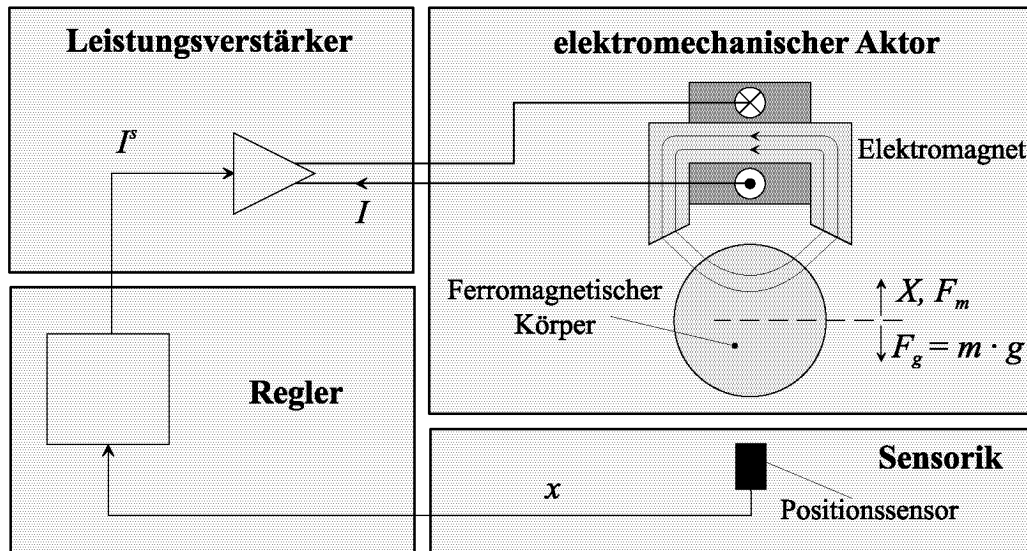 Leistungsverstärker
I^s
I
elektromechanischer Aktor
Elektromagnet
Ferromagnetischer
Körper
X, F_m
F_g = m · g
Regler
x
Sensorik
Positionssensor